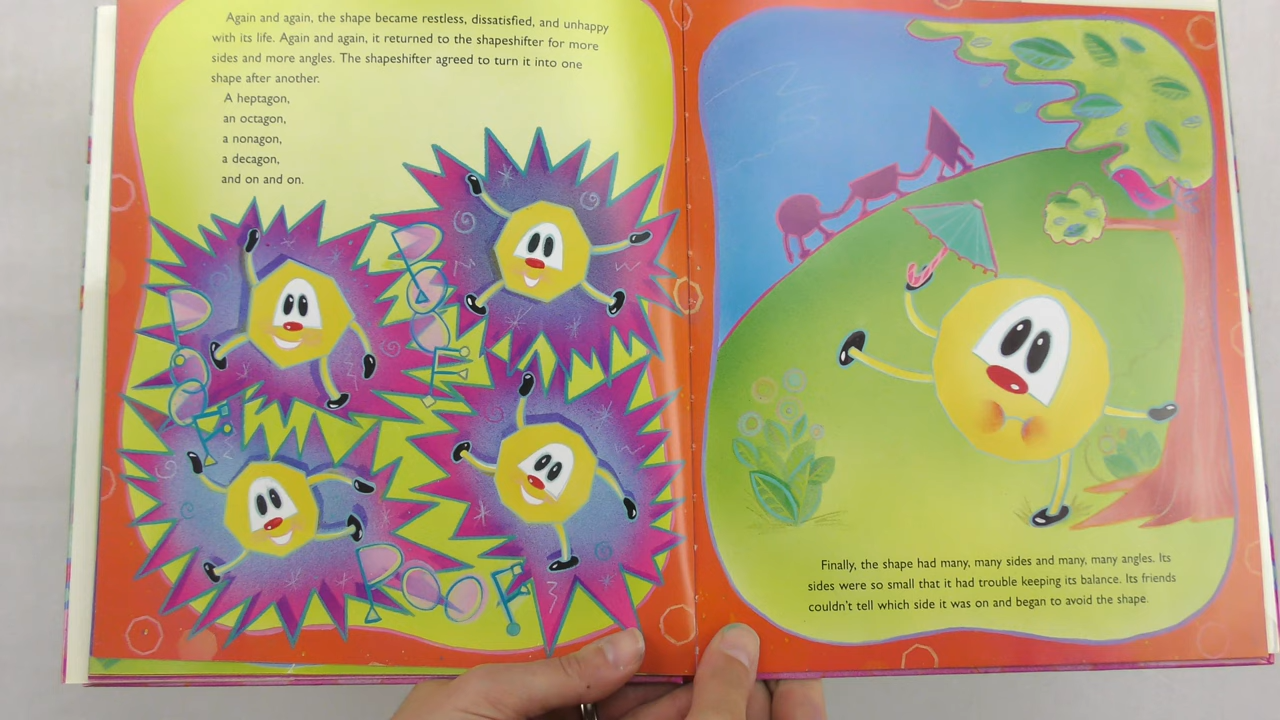 Again and again, the shape became restless, dissatisfied, and unhappy
with its life. Again and again, it returned to the shapeshifter for more
sides and more angles. The shapeshifter agreed to turn it into one
shape after another.
A heptagon,
an octagon,
a nonagon,
a decagon,
and on and on.
POOF
POOF
POOF
Finally, the shape had many, many sides and many, many angles. Its
sides were so small that it had trouble keeping its balance. Its friends
couldn't tell which side it was on and began to avoid the shape.